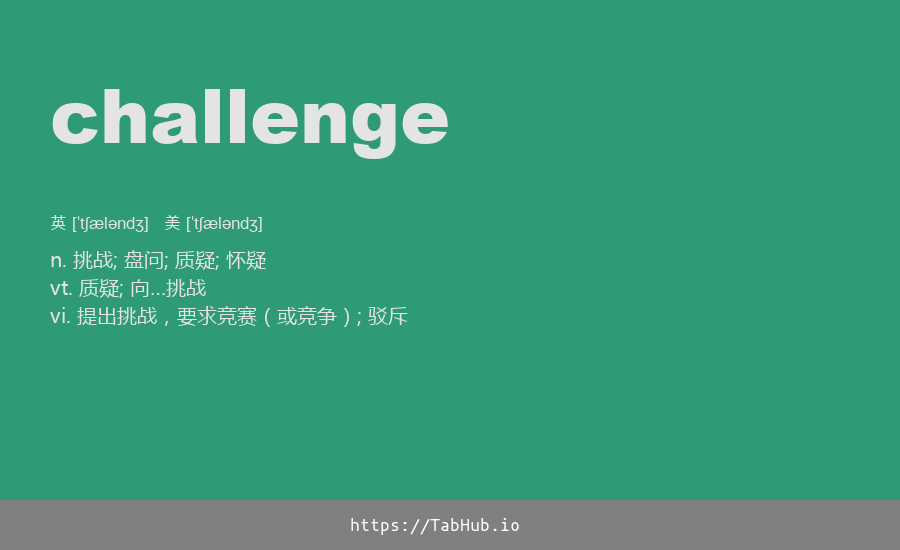 challenge
英 [ˈtʃæləndʒ] 美 [ˈtʃæləndʒ]
n. 挑战; 盘问; 质疑; 怀疑
vt. 质疑; 向…挑战
vi. 提出挑战，要求竞赛（或竞争）; 驳斥
https://TabHub.io